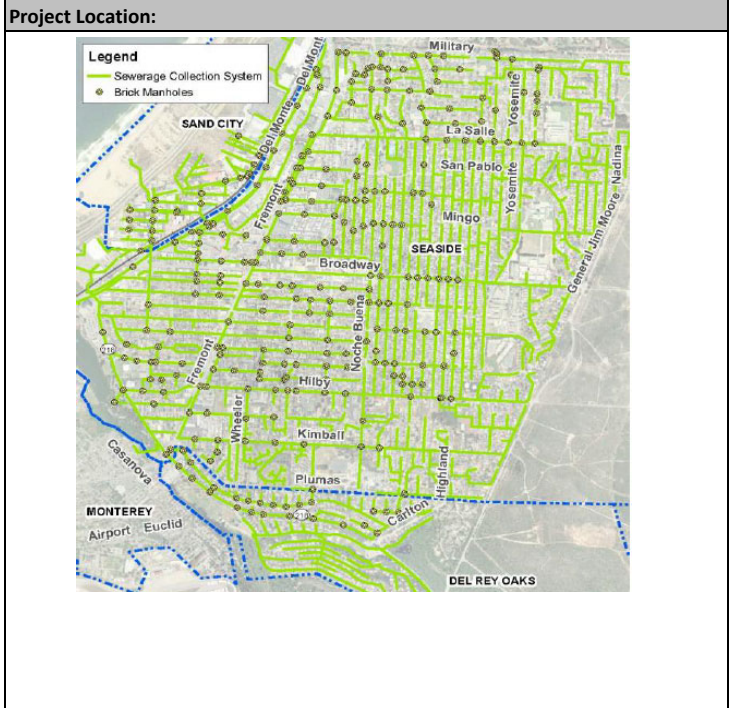 Project Location:
Legend
Sewerage Collection System
Brick Manholes
Military
Del Monte
Del Monte
SAND CITY
Yosemite
La Salle
San Pablo
Yosemite
Nadina
Fremont
Mingo
SEASIDE
General Jim Moore
Broadway
Noche Buena
218
Fremont
Hilby
Wheeler
Kimball
Casanova
Highland
Plumas
MONTEREY
Carlton
Airport
Euclid
DEL REY OAKS